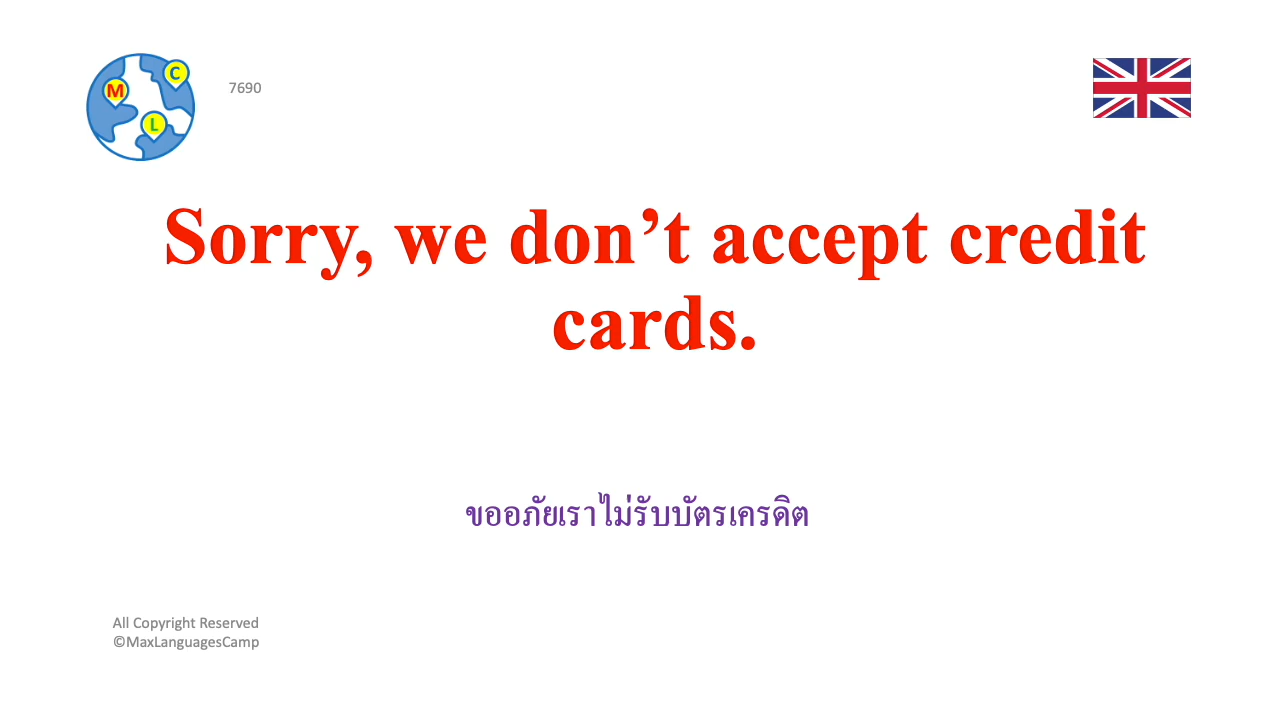 M
C
L
7690
Sorry, we don’t accept credit
cards.
ขออภัยเราไม่รับบัตรเครดิต
All Copyright Reserved
©MaxLanguagesCamp